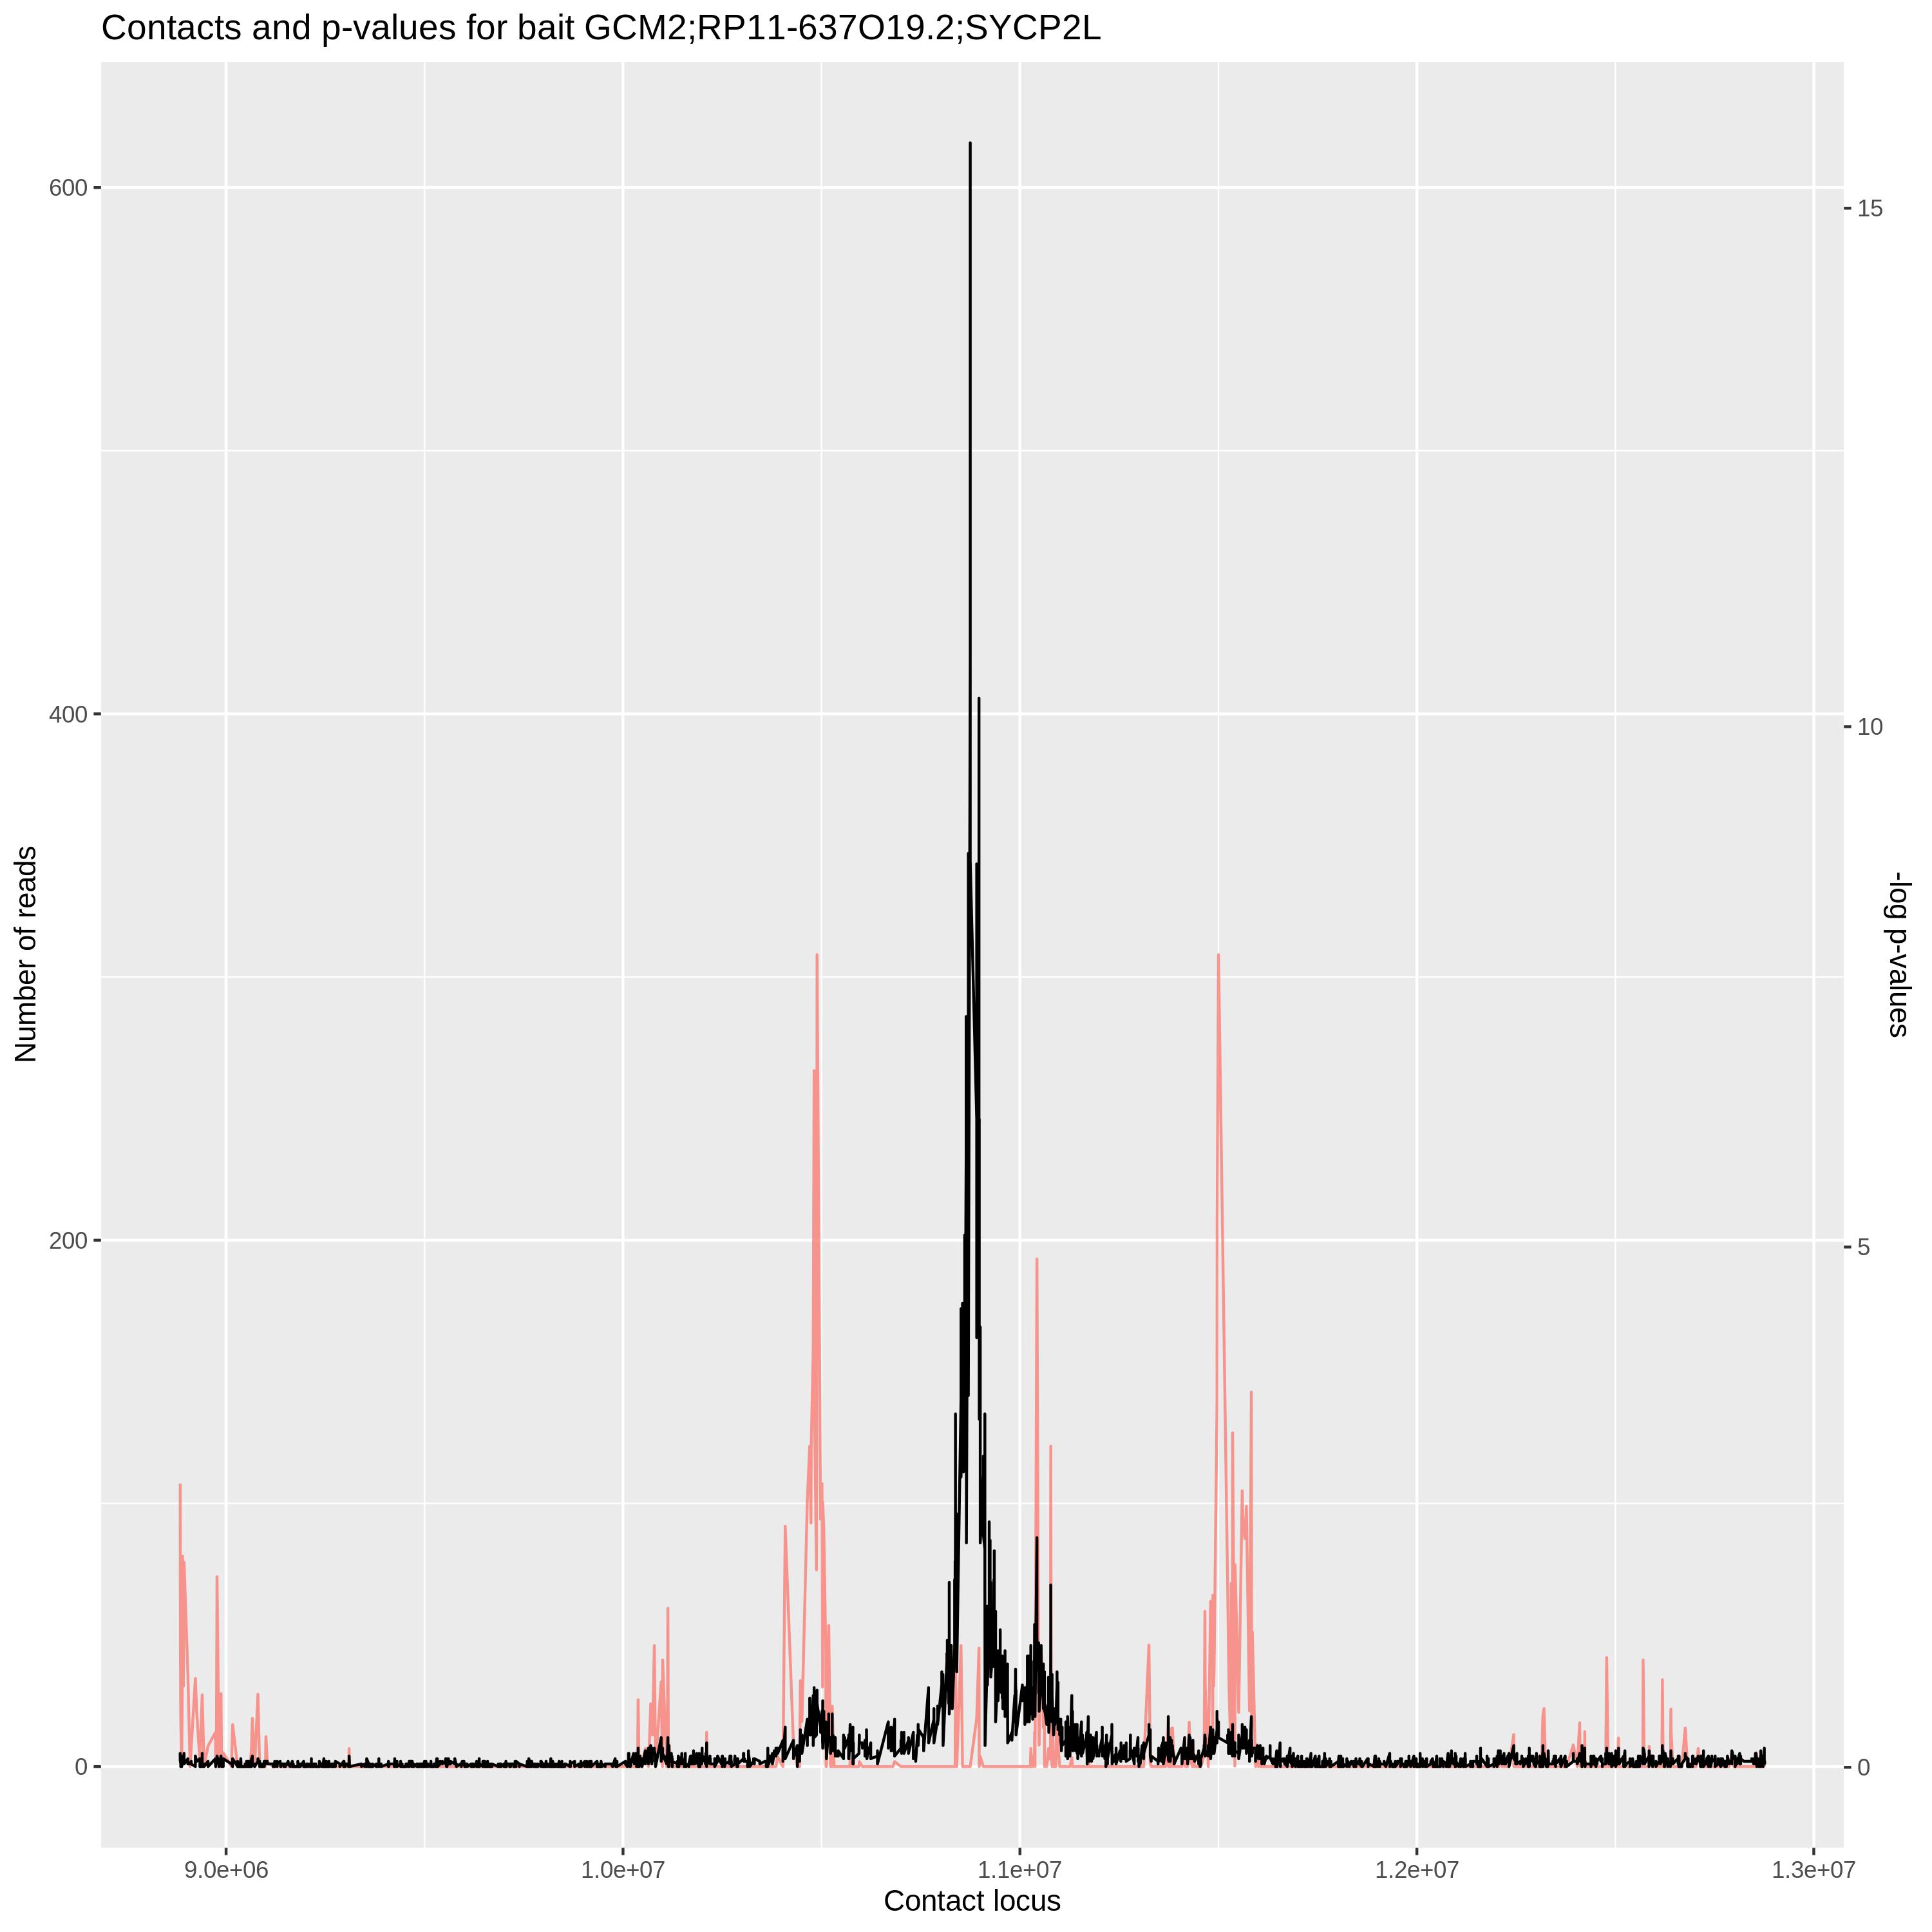 Contacts and p-values for bait GCM2;RP11-637O19.2;SYCP2L
600
400
200
0
Number of reads
15
10
5
0
-log p-values
9.0e+06 1.0e+07 1.1e+07 1.2e+07 1.3e+07
Contact locus